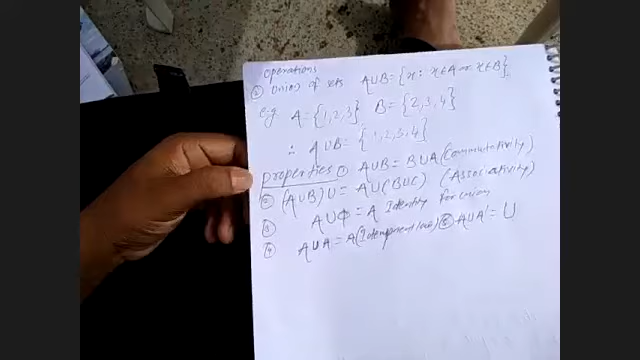 operations
① Union of sets A∪B = {x : x∈A or x∈B}
e.g. A = {1,2,3} B = {2,3,4}
∴ A∪B = {1,2,3,4}
properties ① A∪B = B∪A (Commutativity)
② (A∪B)∪ = A∪(B∪C) (Associativity)
③ A∪Φ = A Identity for union
④ A∪A = A (Idempotent law) ⑤ A∪A' = U